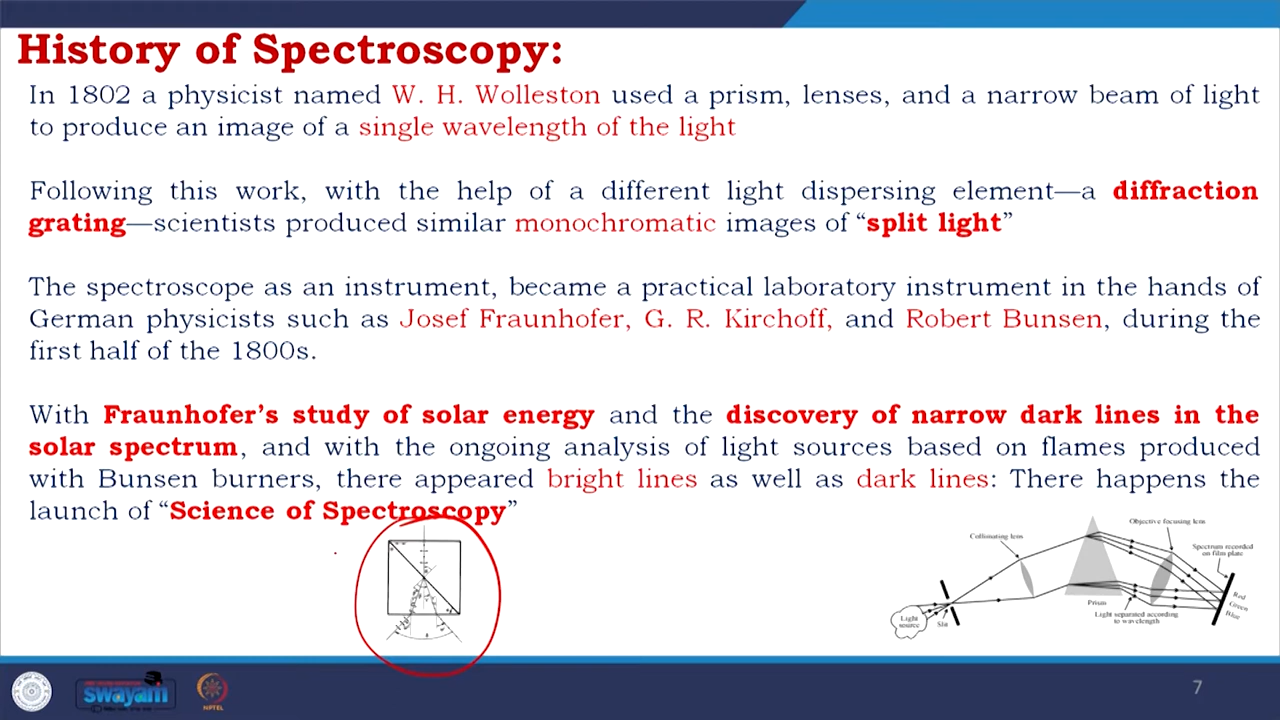 History of Spectroscopy:
In 1802 a physicist named W. H. Wolleston used a prism, lenses, and a narrow beam of light
to produce an image of a single wavelength of the light
Following this work, with the help of a different light dispersing element—a diffraction
grating—scientists produced similar monochromatic images of “split light”
The spectroscope as an instrument, became a practical laboratory instrument in the hands of
German physicists such as Josef Fraunhofer, G. R. Kirchoff, and Robert Bunsen, during the
first half of the 1800s.
With Fraunhofer’s study of solar energy and the discovery of narrow dark lines in the
solar spectrum, and with the ongoing analysis of light sources based on flames produced
with Bunsen burners, there appeared bright lines as well as dark lines: There happens the
launch of “Science of Spectroscopy”
Objective focusing lens
Collimating lens
Spectrum recorded
on film plate
Prism
Light separated according
to wavelength
Light
source
Slit
Red
Green
Blue
swayam
NPTEL
7